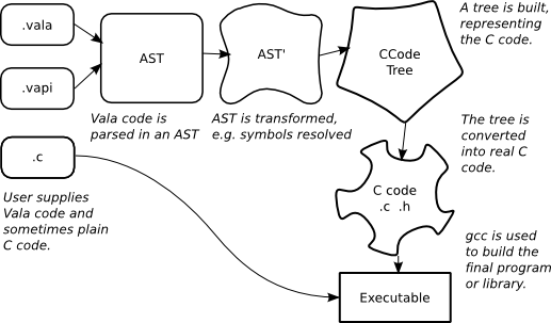 .vala
.vapi
.c
User supplies
Vala code and
sometimes plain
C code.
AST
Vala code is
parsed in an AST
AST'
AST is transformed,
e.g. symbols resolved
CCode
Tree
A tree is built,
representing
the C code.
The tree is
converted
into real C
code.
C code
.c .h
gcc is used
to build the
final program
or library.
Executable